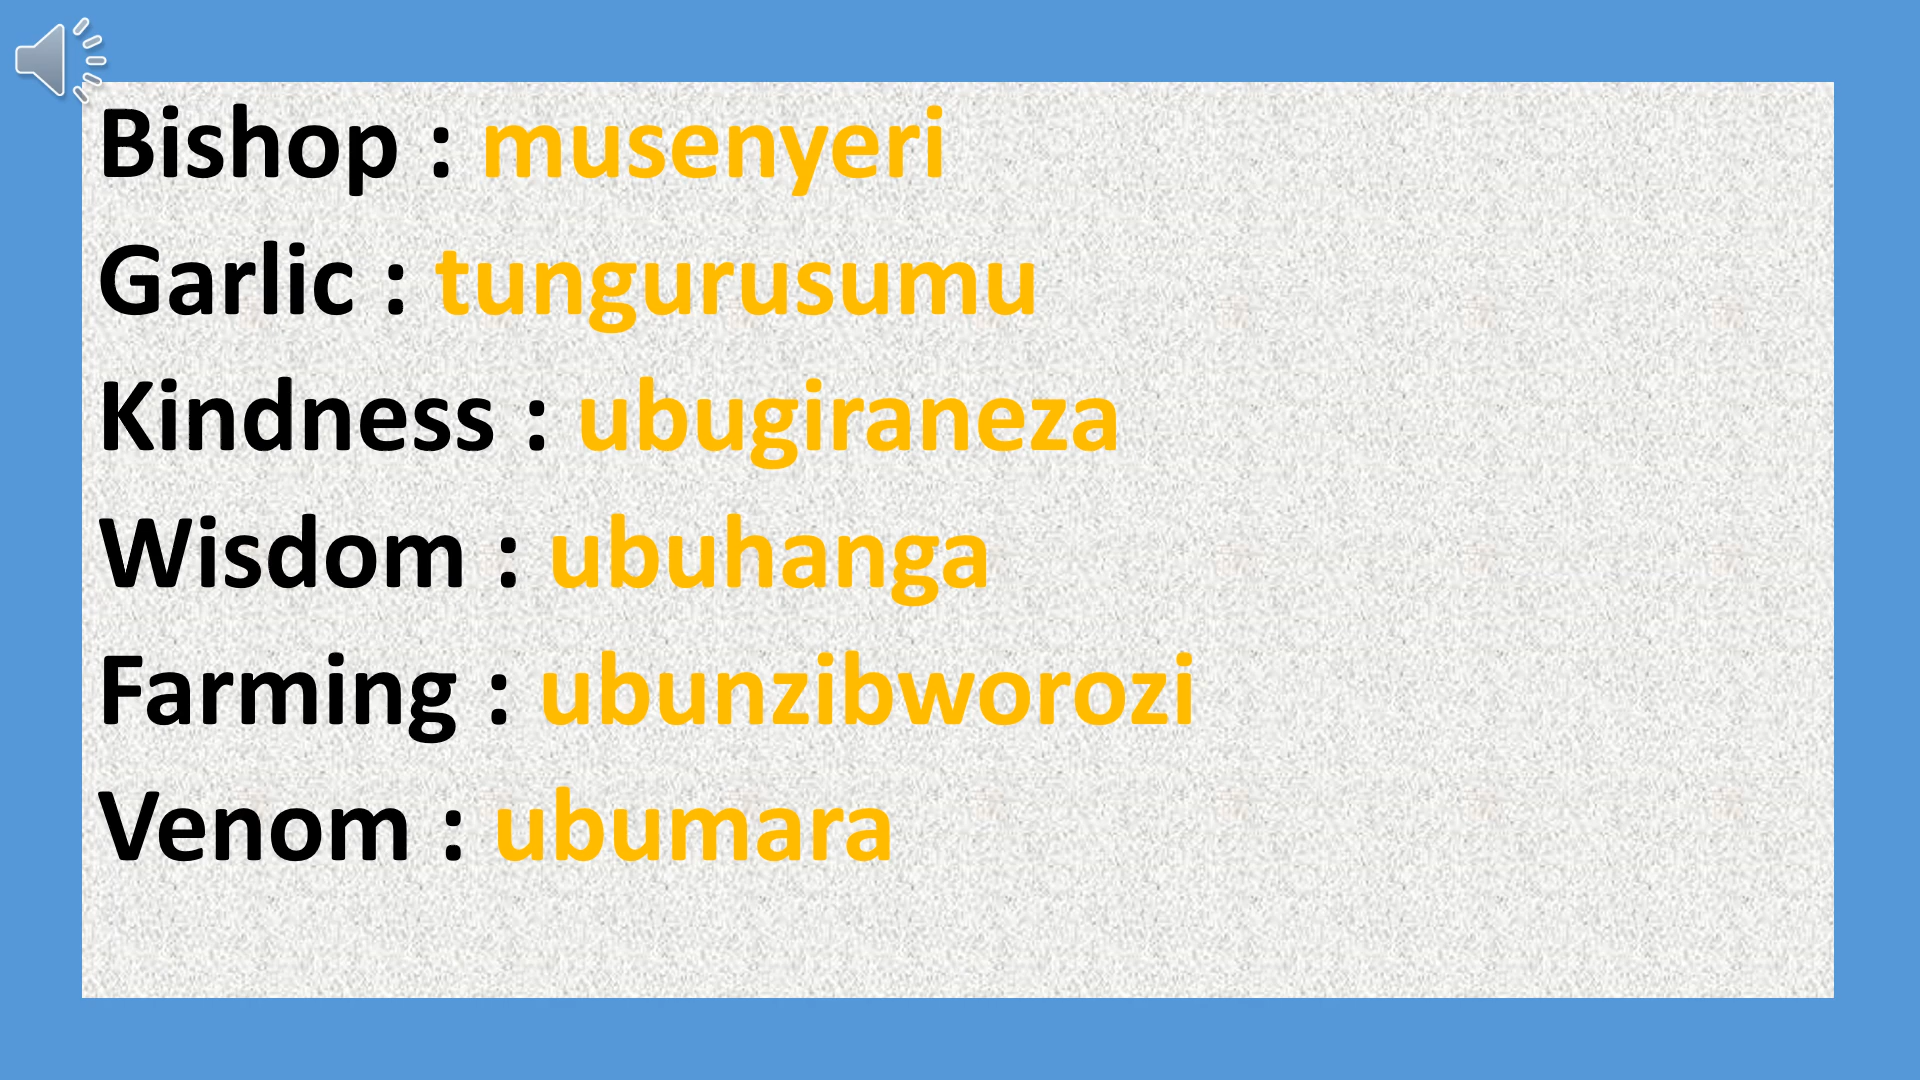 Bishop : musenyeri
Garlic : tungurusumu
Kindness : ubugiraneza
Wisdom : ubuhanga
Farming : ubunzibworozi
Venom : ubumara